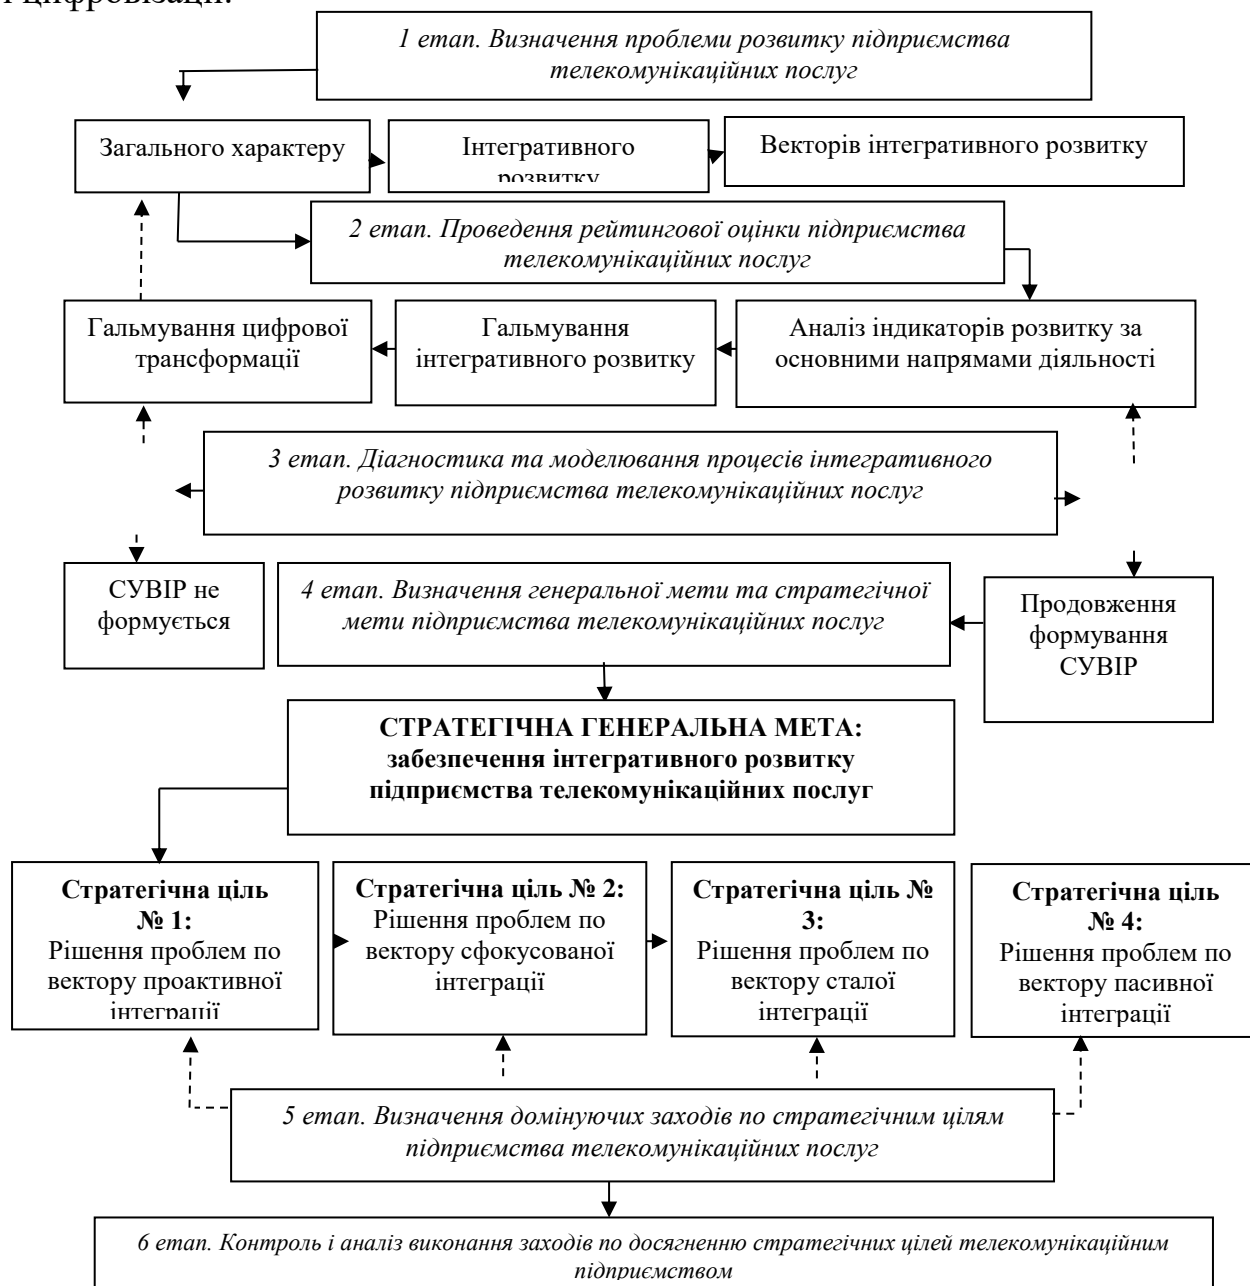 і цифровізації.
1 етап. Визначення проблеми розвитку підприємства
телекомунікаційних послуг
Загального характеру
Інтегративного
розвитку
Векторів інтегративного розвитку
2 етап. Проведення рейтингової оцінки підприємства
телекомунікаційних послуг
Гальмування цифрової
трансформації
Гальмування
інтегративного розвитку
Аналіз індикаторів розвитку за
основними напрямами діяльності
3 етап. Діагностика та моделювання процесів інтегративного
розвитку підприємства телекомунікаційних послуг
СУВІР не
формується
4 етап. Визначення генеральної мети та стратегічної
мети підприємства телекомунікаційних послуг
Продовження
формування
СУВІР
СТРАТЕГІЧНА ГЕНЕРАЛЬНА МЕТА:
забезпечення інтегративного розвитку
підприємства телекомунікаційних послуг
Стратегічна ціль
№ 1:
Рішення проблем по
вектору проактивної
інтеграції
Стратегічна ціль № 2:
Рішення проблем по
вектору сфокусованої
інтеграції
Стратегічна ціль №
3:
Рішення проблем по
вектору сталої
інтеграції
Стратегічна ціль
№ 4:
Рішення проблем по
вектору пасивної
інтеграції
5 етап. Визначення домінуючих заходів по стратегічним цілям
підприємства телекомунікаційних послуг
6 етап. Контроль і аналіз виконання заходів по досягненню стратегічних цілей телекомунікаційним
підприємством